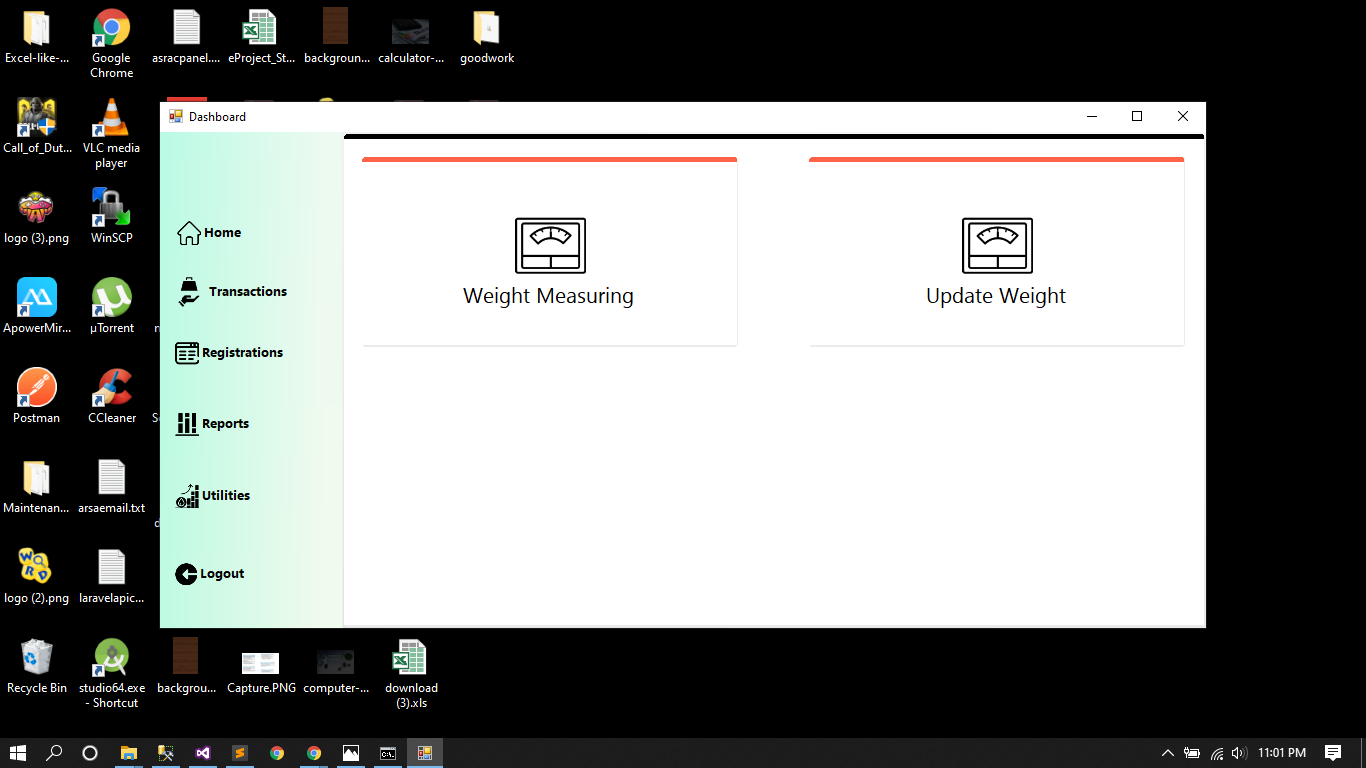 Excel-like-...
Google
Chrome
asracpanel....
eProject_St...
backgroun...
calculator-...
goodwork
Dashboard
Call_of_Dut...
VLC media
player
Home
Weight Measuring
Update Weight
logo (3).png
WinSCP
Transactions
ApowerMir...
µTorrent
Registrations
Postman
CCleaner
Reports
Maintenan...
arsaemail.txt
Utilities
WORD
logo (2).png
laravelapic...
Logout
Recycle Bin
studio64.exe
- Shortcut
backgrou...
Capture.PNG
computer-...
download
(3).xls
11:01 PM